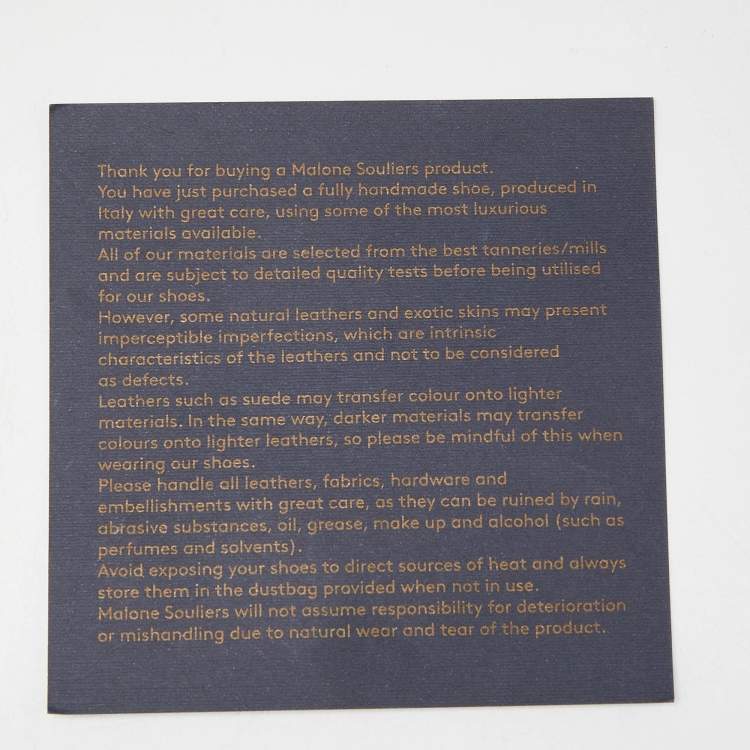 Thank you for buying a Malone Souliers product.
You have just purchased a fully handmade shoe, produced in
Italy with great care, using some of the most luxurious
materials available.
All of our materials are selected from the best tanneries/mills
and are subject to detailed quality tests before being utilised
for our shoes.
However, some natural leathers and exotic skins may present
imperceptible imperfections, which are intrinsic
characteristics of the leathers and not to be considered
as defects.
Leathers such as suede may transfer colour onto lighter
materials. In the same way, darker materials may transfer
colours onto lighter leathers, so please be mindful of this when
wearing our shoes.
Please handle all leathers, fabrics, hardware and
embellishments with great care, as they can be ruined by rain,
abrasive substances, oil, grease, make up and alcohol (such as
perfumes and solvents).
Avoid exposing your shoes to direct sources of heat and always
store them in the dustbag provided when not in use.
Malone Souliers will not assume responsibility for deterioration
or mishandling due to natural wear and tear of the product.